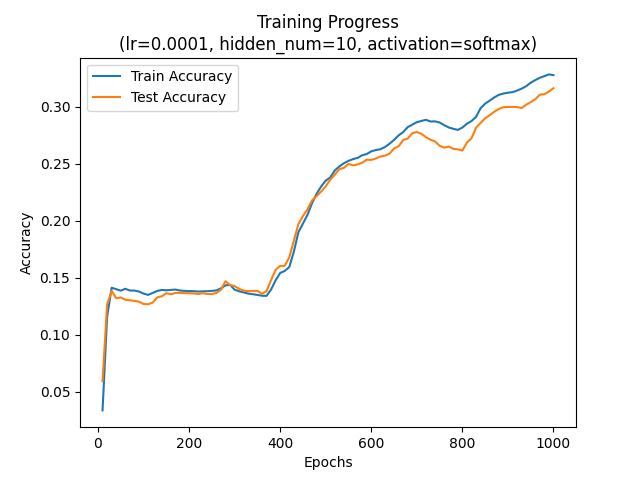 Training Progress
(lr=0.0001, hidden_num=10, activation=softmax)
Train Accuracy
Test Accuracy
0.30
0.25
0.20
0.15
0.10
0.05
Accuracy
0 200 400 600 800 1000
Epochs